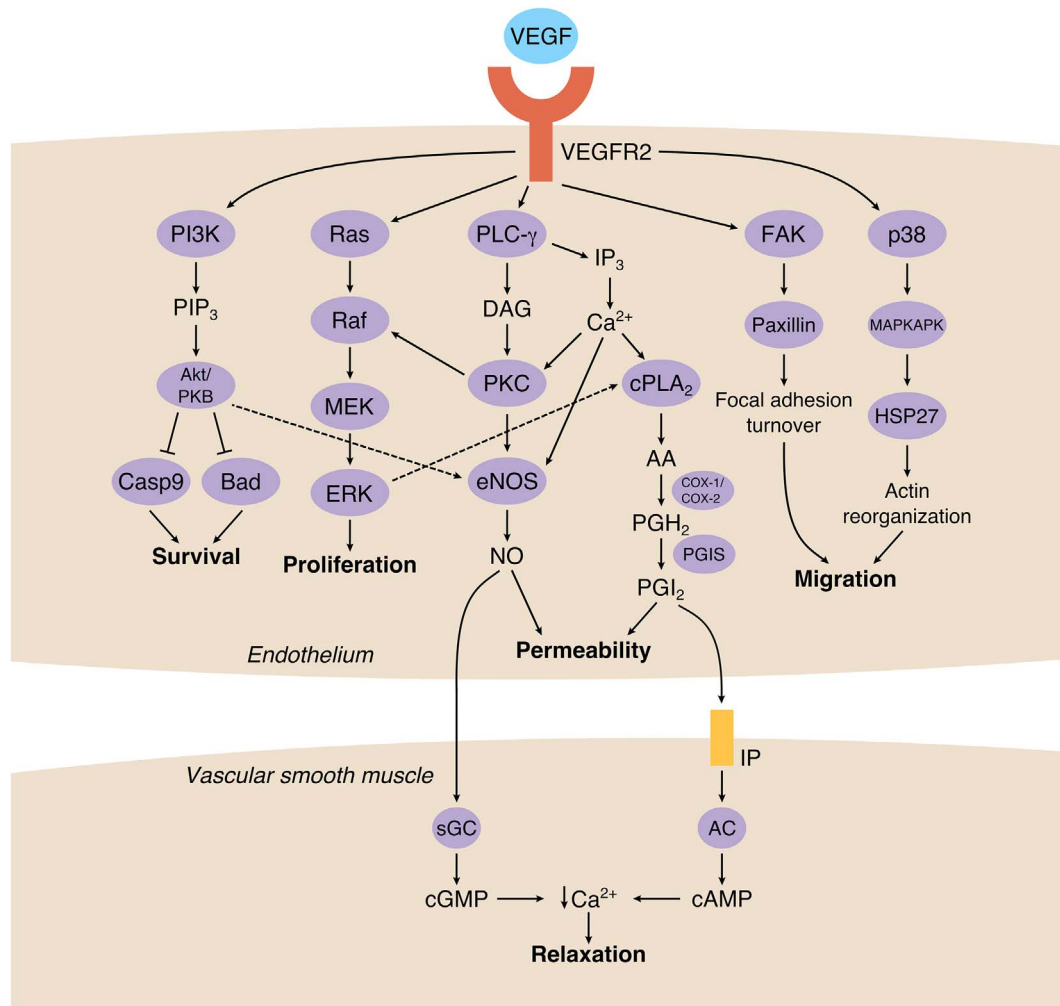 VEGF
VEGFR2
PI3K
Ras
PLC-γ
FAK
p38
IP₃
PIP₃
Raf
DAG
Ca²⁺
Paxillin
MAPKAPK
Akt/
PKB
MEK
PKC
cPLA₂
Focal adhesion
turnover
HSP27
Casp9
Bad
ERK
eNOS
AA
COX-1/
COX-2
Actin
reorganization
PGH₂
Survival
Proliferation
NO
PGIS
Migration
PGI₂
Endothelium
Permeability
IP
Vascular smooth muscle
sGC
AC
cGMP
↓Ca²⁺
cAMP
Relaxation